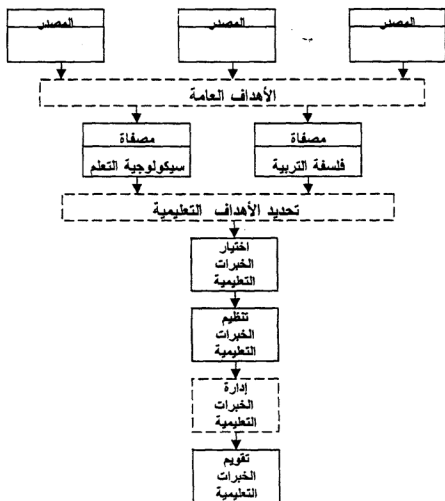 المصدر
المصدر
المصدر
الأهداف العامة
مصفاة
فلسفة التربية
مصفاة
سيكولوجية التعلم
تحديد الأهداف التعليمية
اختيار
الخبرات
التعليمية
تنظيم
الخبرات
التعليمية
إدارة
الخبرات
التعليمية
تقويم
الخبرات
التعليمية